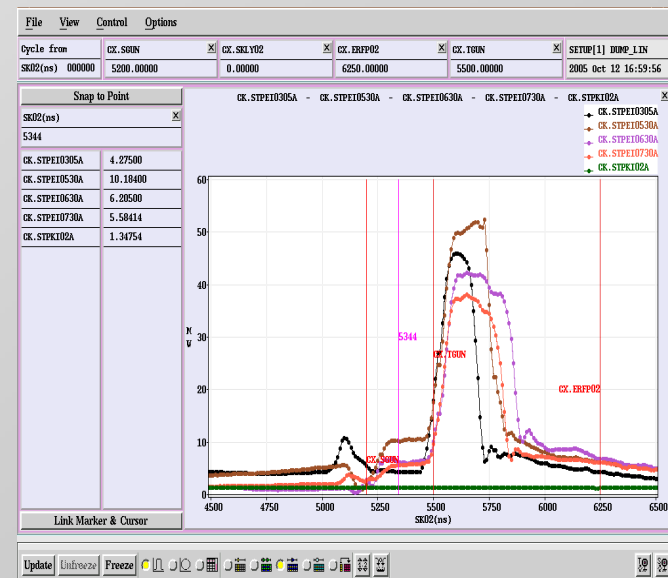 File View Control Options
Cycle from CX.SGUN CX.SKLY02 CX.ERFP02 CX.TGUN SETUP[1] DUMP_LIN
SK02(ns) 000000 5200.00000 0.00000 6250.00000 5500.00000 2005 Oct 12 16:59:56
Snap to Point
CK.STPEI0305A - CK.STPEI0530A - CK.STPEI0630A - CK.STPEI0730A - CK.STPKI02A
SK02(ns)
5344
CK.STPEI0305A 4.27500
CK.STPEI0530A 10.18400
CK.STPEI0630A 6.20500
CK.STPEI0730A 5.58414
CK.STPKI02A 1.34754
CK.STPEI0305A
CK.STPEI0530A
CK.STPEI0630A
CK.STPEI0730A
CK.STPKI02A
60
50
40
30
20
10
0
M
W
5344
CX.TGUN
CX.ERFP02
CX.SGUN
4500 4750 5000 5250 5500 5750 6000 6250 6500
SK02(ns)
Link Marker & Cursor
Update Unfreeze Freeze